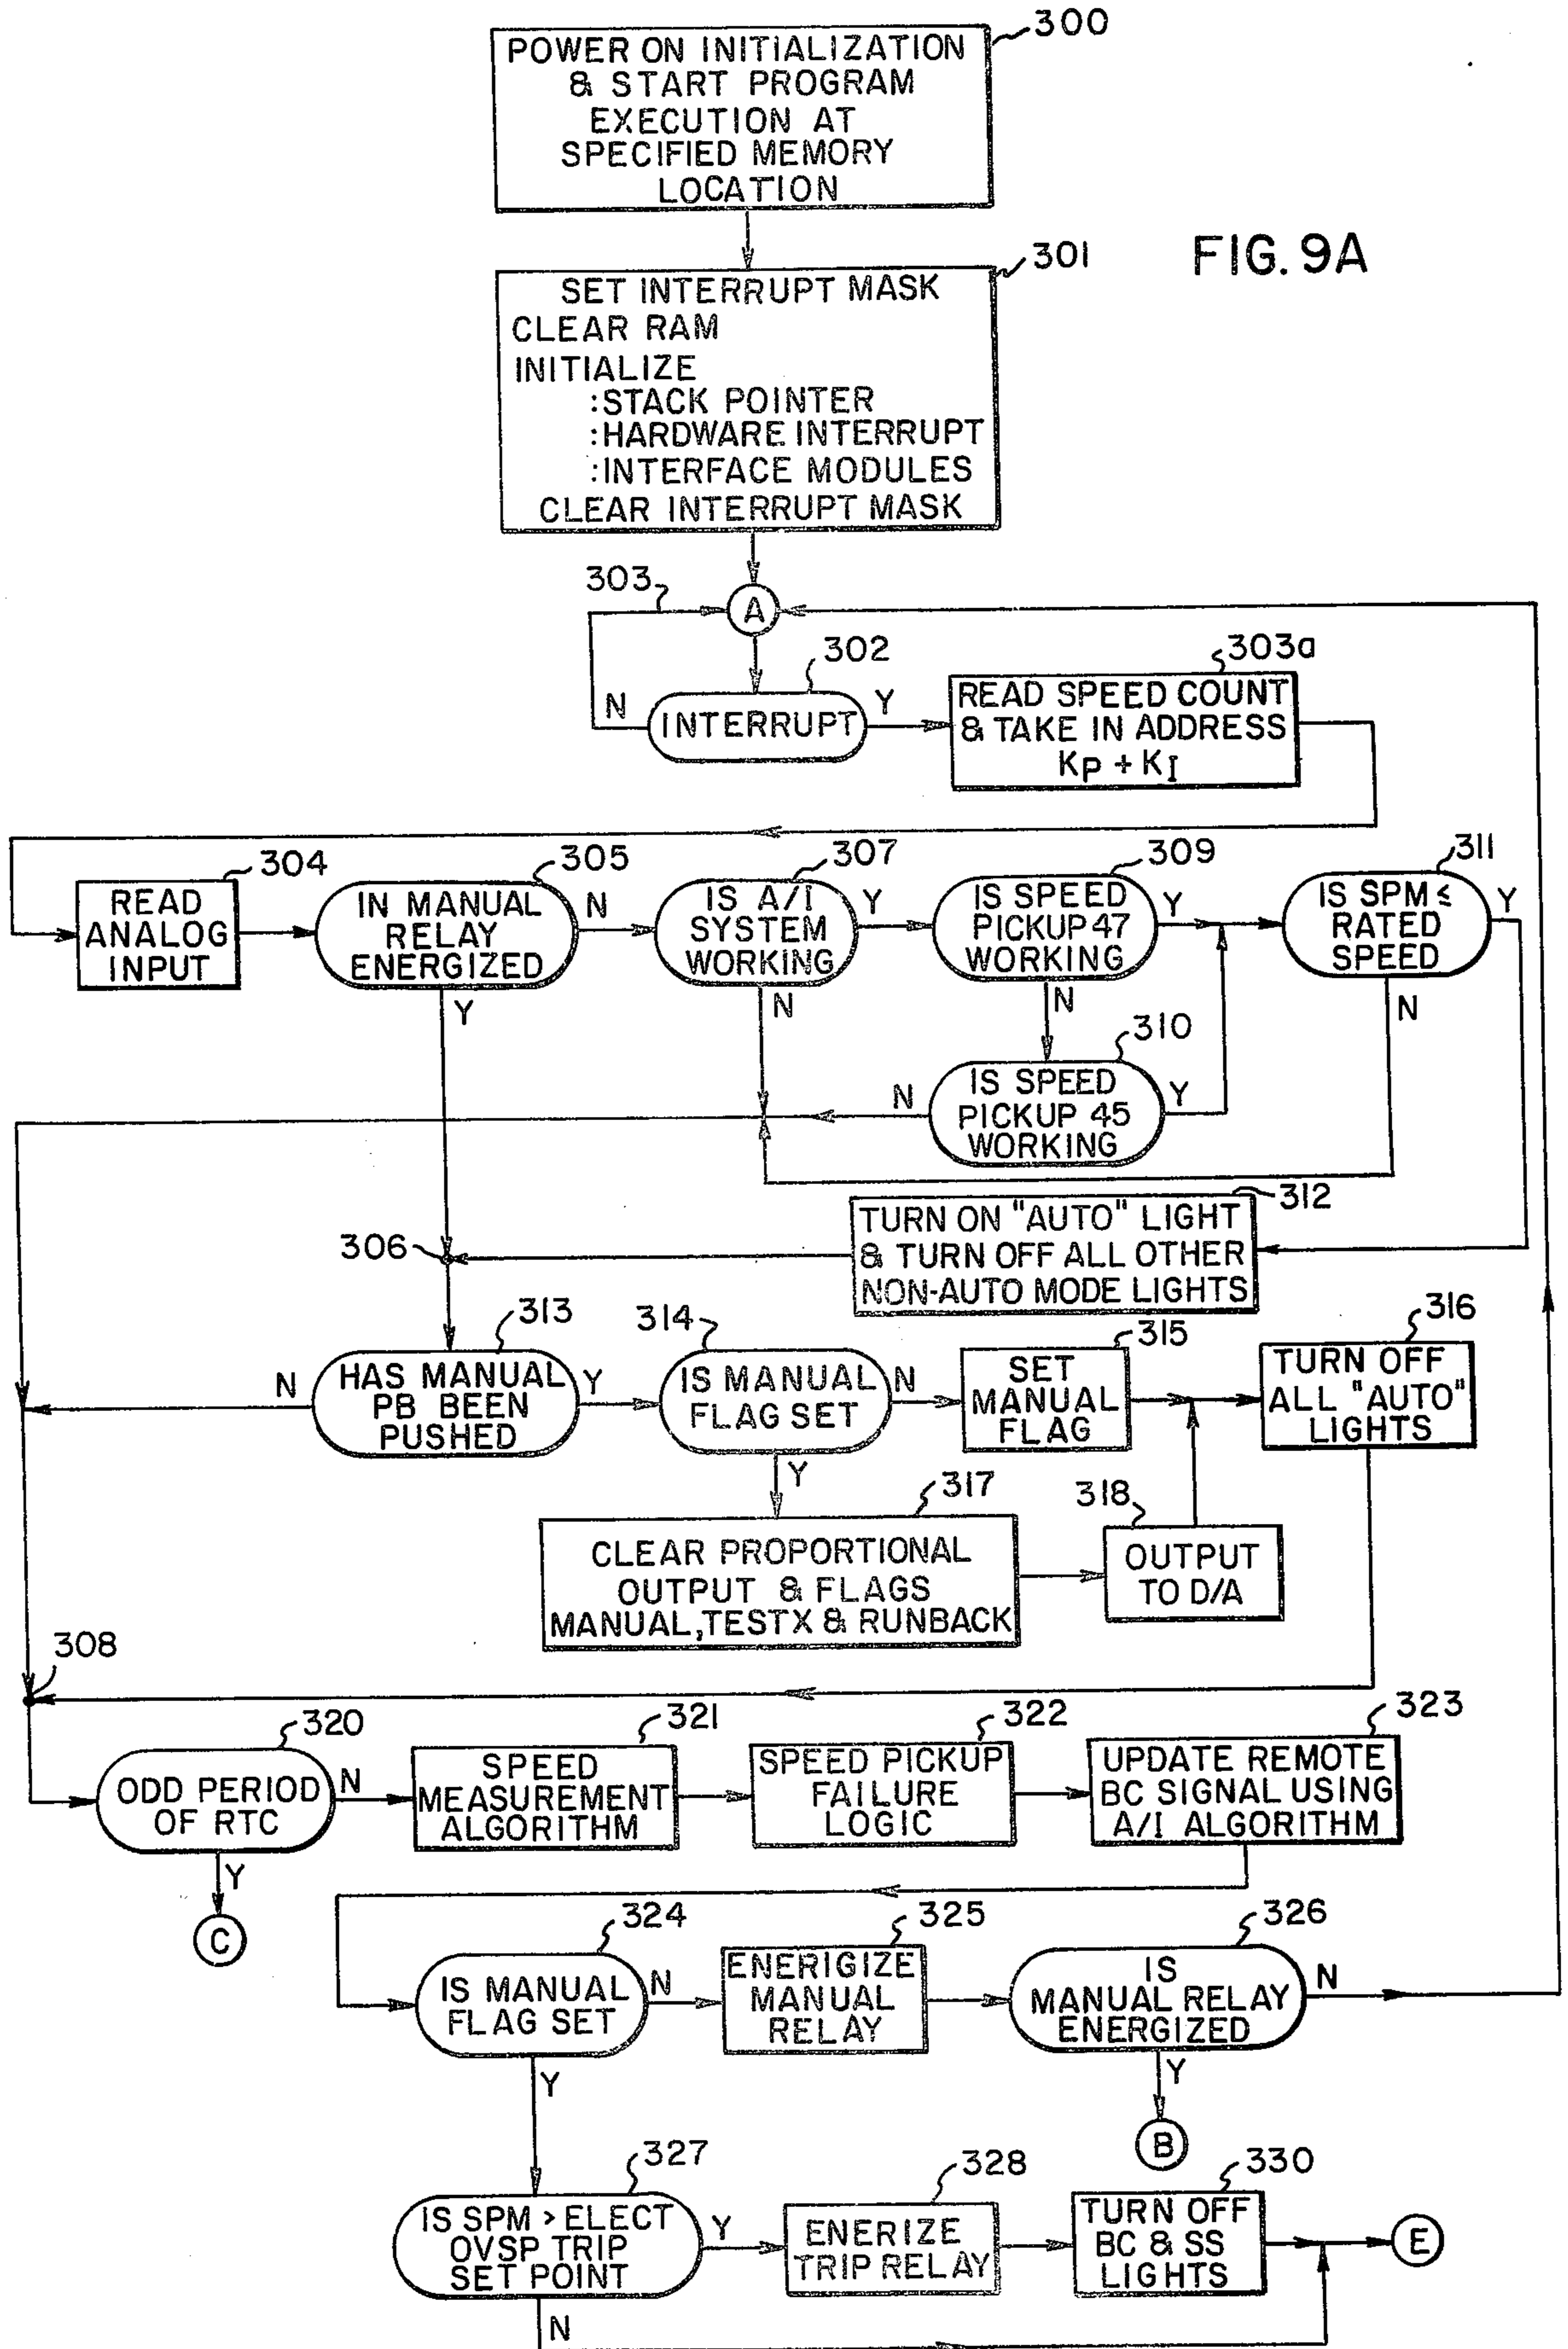 300
POWER ON INITIALIZATION
& START PROGRAM
EXECUTION AT
SPECIFIED MEMORY
LOCATION
FIG. 9A
301
SET INTERRUPT MASK
CLEAR RAM
INITIALIZE
:STACK POINTER
:HARDWARE INTERRUPT
:INTERFACE MODULES
CLEAR INTERRUPT MASK
303
A
302
N
INTERRUPT
Y
303a
READ SPEED COUNT
& TAKE IN ADDRESS
KP + KI
304
READ
ANALOG
INPUT
305
IN MANUAL
RELAY
ENERGIZED
N
Y
307
IS A/I
SYSTEM
WORKING
Y
N
309
IS SPEED
PICKUP 47
WORKING
Y
N
311
IS SPM ≤
RATED
SPEED
Y
N
310
IS SPEED
PICKUP 45
WORKING
N
Y
312
TURN ON "AUTO" LIGHT
& TURN OFF ALL OTHER
NON-AUTO MODE LIGHTS
306
313
HAS MANUAL
PB BEEN
PUSHED
N
Y
314
IS MANUAL
FLAG SET
N
Y
315
SET
MANUAL
FLAG
316
TURN OFF
ALL "AUTO"
LIGHTS
317
CLEAR PROPORTIONAL
OUTPUT & FLAGS
MANUAL, TESTX & RUNBACK
318
OUTPUT
TO D/A
308
320
ODD PERIOD
OF RTC
N
Y
C
321
SPEED
MEASUREMENT
ALGORITHM
322
SPEED PICKUP
FAILURE
LOGIC
323
UPDATE REMOTE
BC SIGNAL USING
A/I ALGORITHM
324
IS MANUAL
FLAG SET
N
Y
325
ENERIGIZE
MANUAL
RELAY
326
IS
MANUAL RELAY
ENERGIZED
N
Y
B
327
IS SPM > ELECT
OVSP TRIP
SET POINT
Y
N
328
ENERIZE
TRIP RELAY
330
TURN OFF
BC & SS
LIGHTS
E